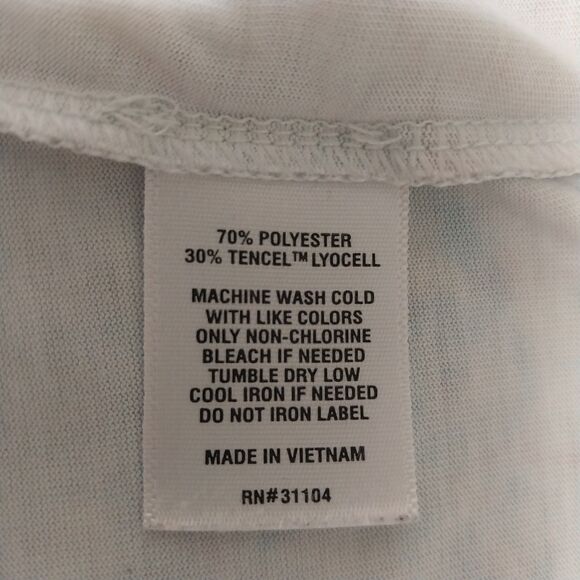 70% POLYESTER
30% TENCEL™ LYOCELL
MACHINE WASH COLD
WITH LIKE COLORS
ONLY NON-CHLORINE
BLEACH IF NEEDED
TUMBLE DRY LOW
COOL IRON IF NEEDED
DO NOT IRON LABEL
MADE IN VIETNAM
RN#31104